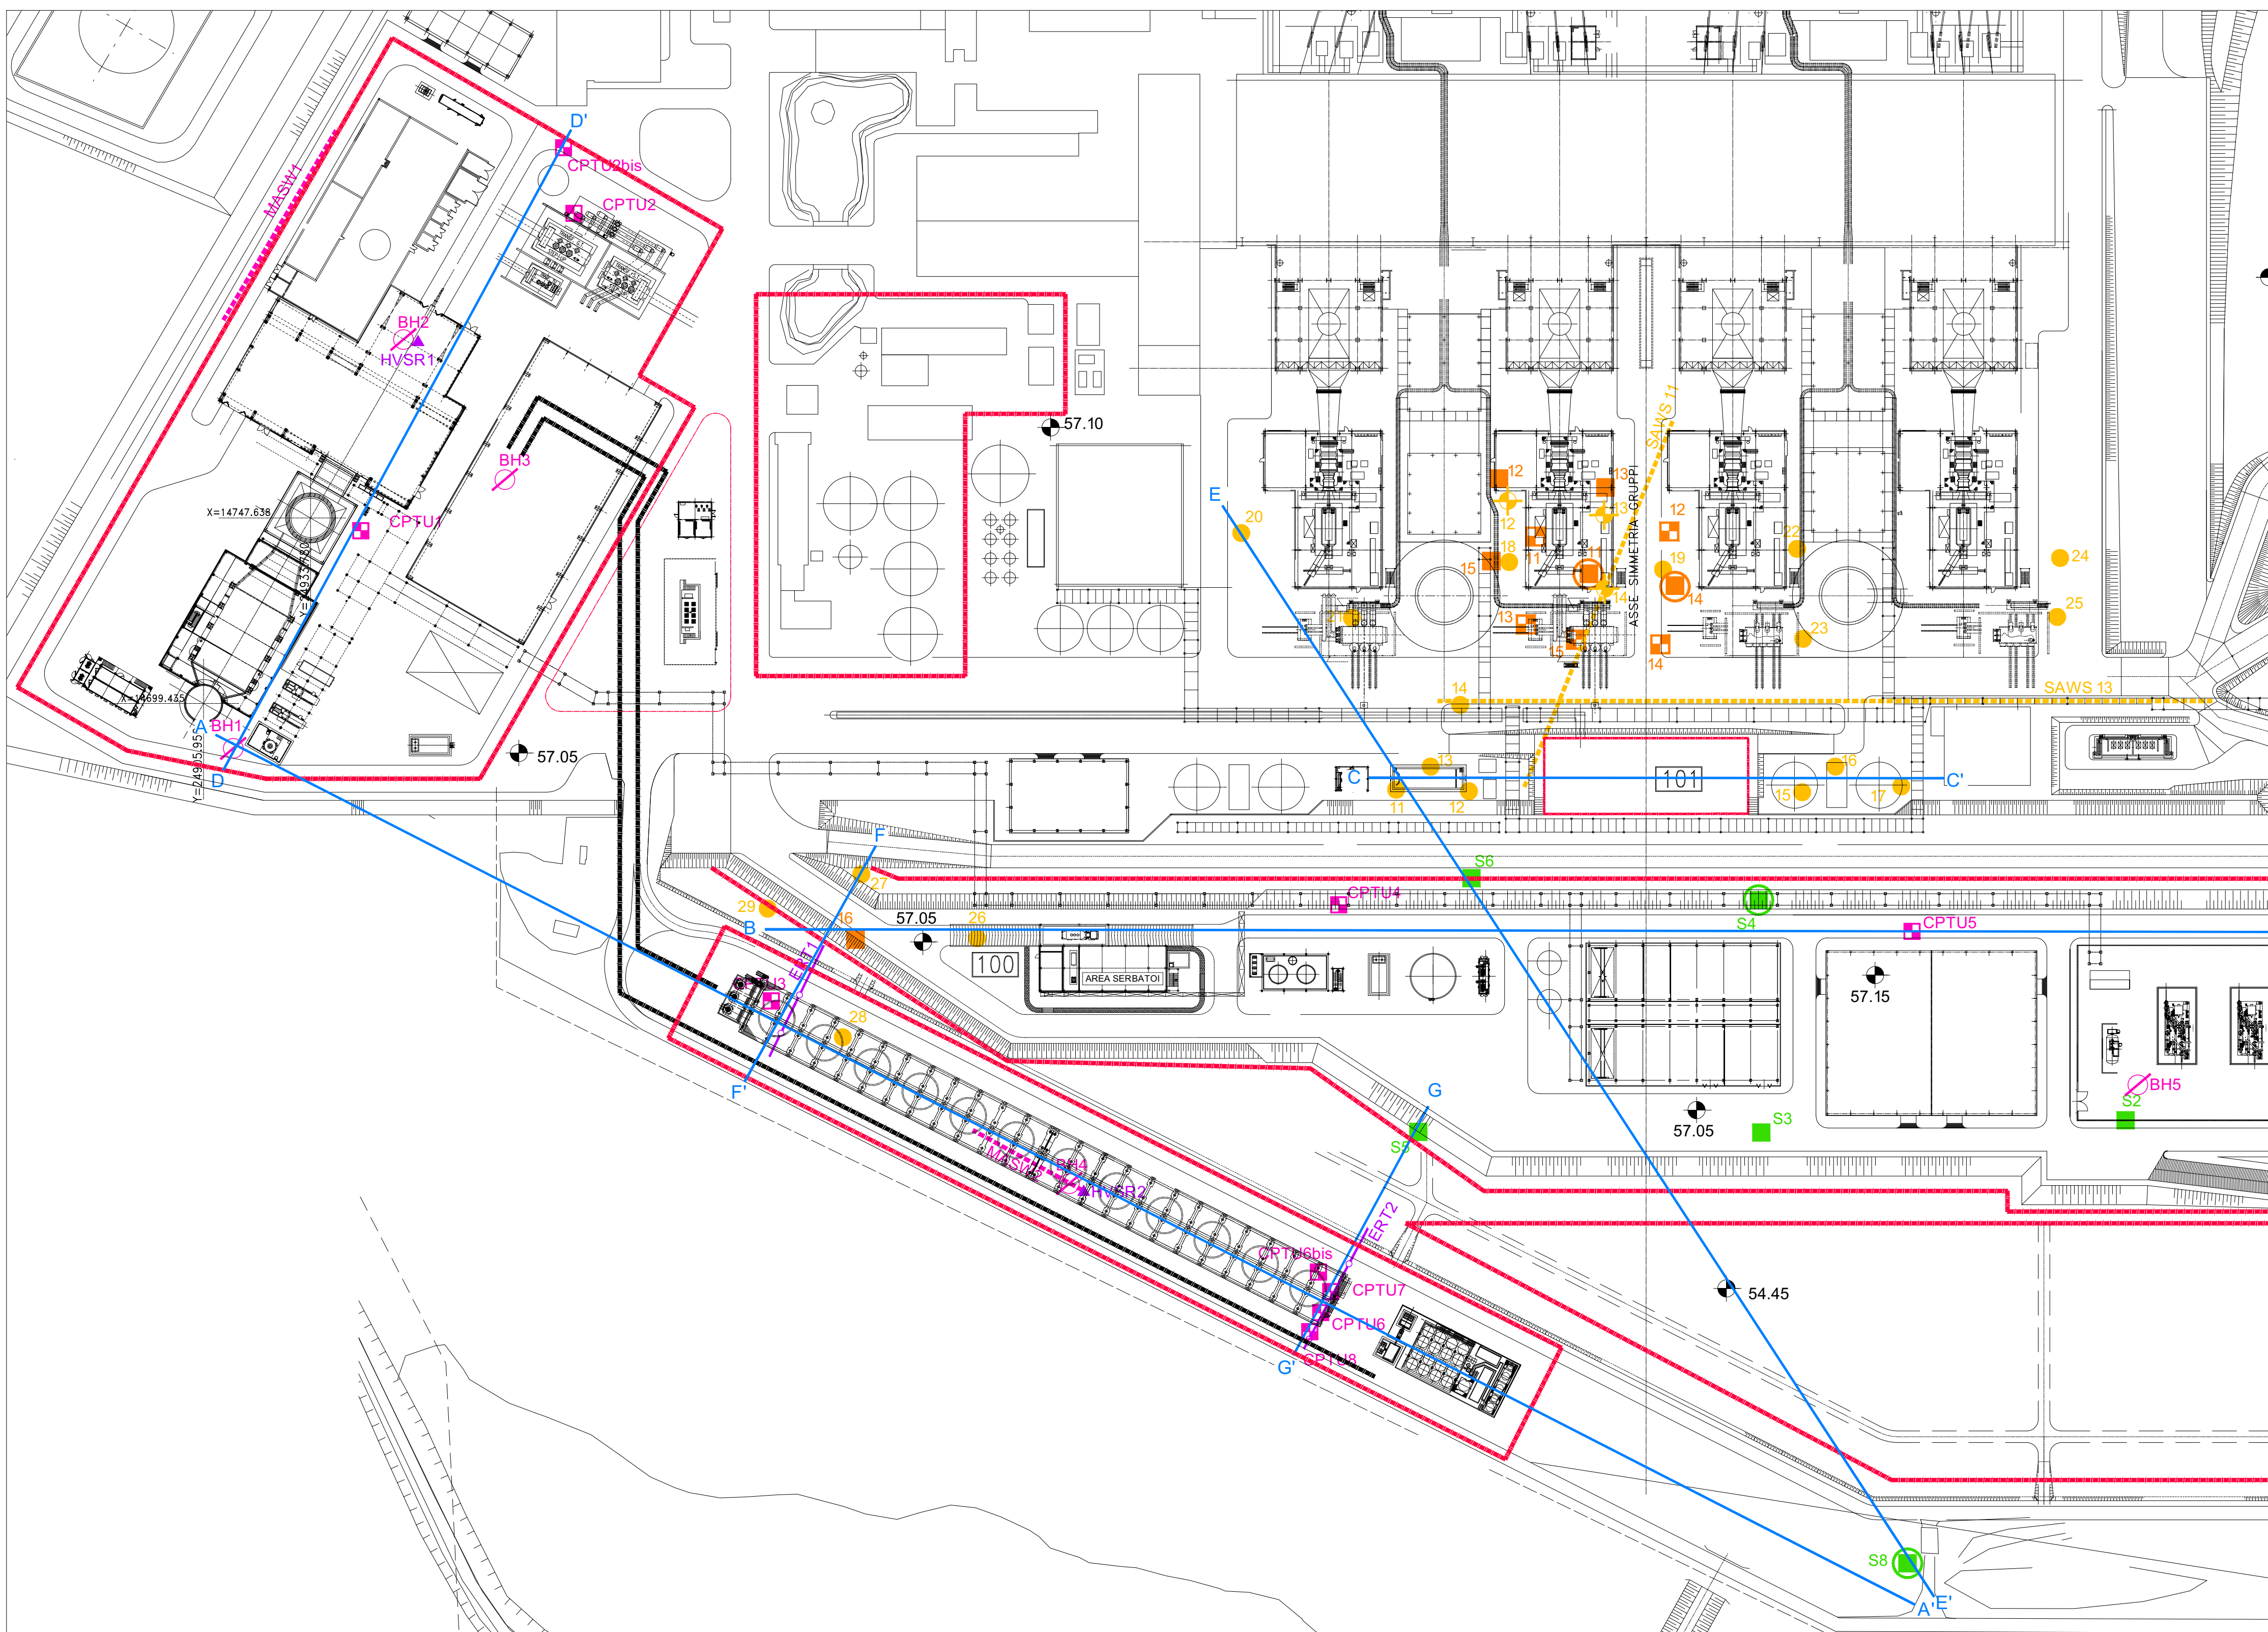 D'
CPTU2bis
MASW1
CPTU2
BH2
HVSR1
SAWS 11
57.10
BH3
12
13
ASSE SIMMETRIA GRUPPI
X=14747.638
CPTU1
E
20
12
13
12
18
11
11
22
15
19
24
14
14
21
13
25
23
15
14
X=14699.435
14
SAWS 13
A
BH1
57.05
D
13
C
101
16
C'
11
12
15
17
F
S6
27
CPTU4
29
16
57.05
26
S4
CPTU5
B
ERT1
100
AREA SERBATOI
57.15
CPTU3
28
BH5
F'
G
S2
57.05
S3
S5
MASW3
BH4
HVSR2
ERT2
CPTU6bis
CPTU7
54.45
CPTU6
G'
CPTU8
S8
A'
E'